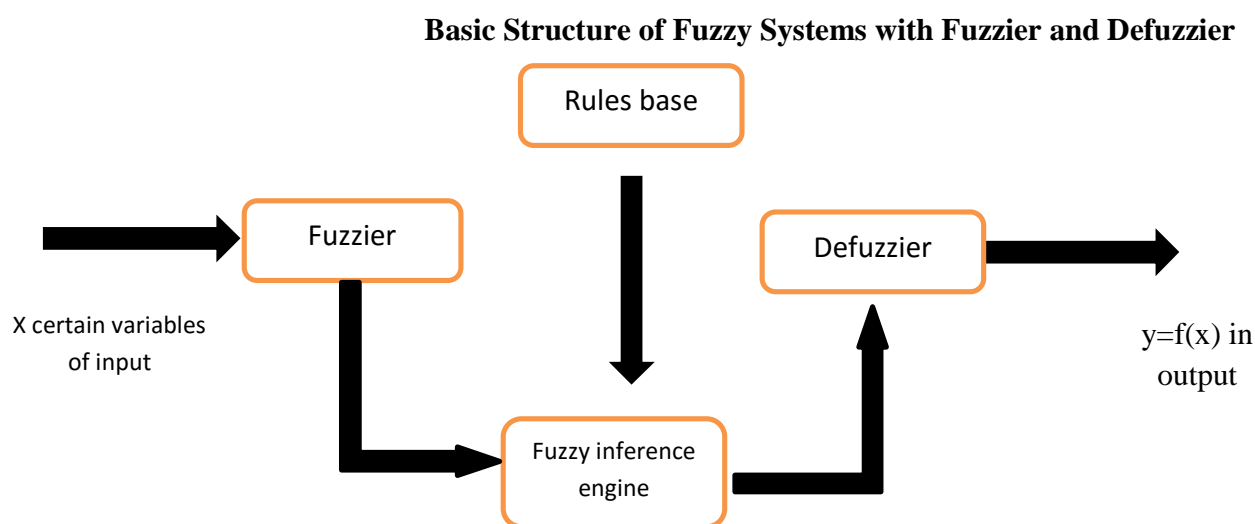 Basic Structure of Fuzzy Systems with Fuzzier and Defuzzier
Rules base
Fuzzier
Defuzzier
X certain variables
of input
y=f(x) in
output
Fuzzy inference
engine